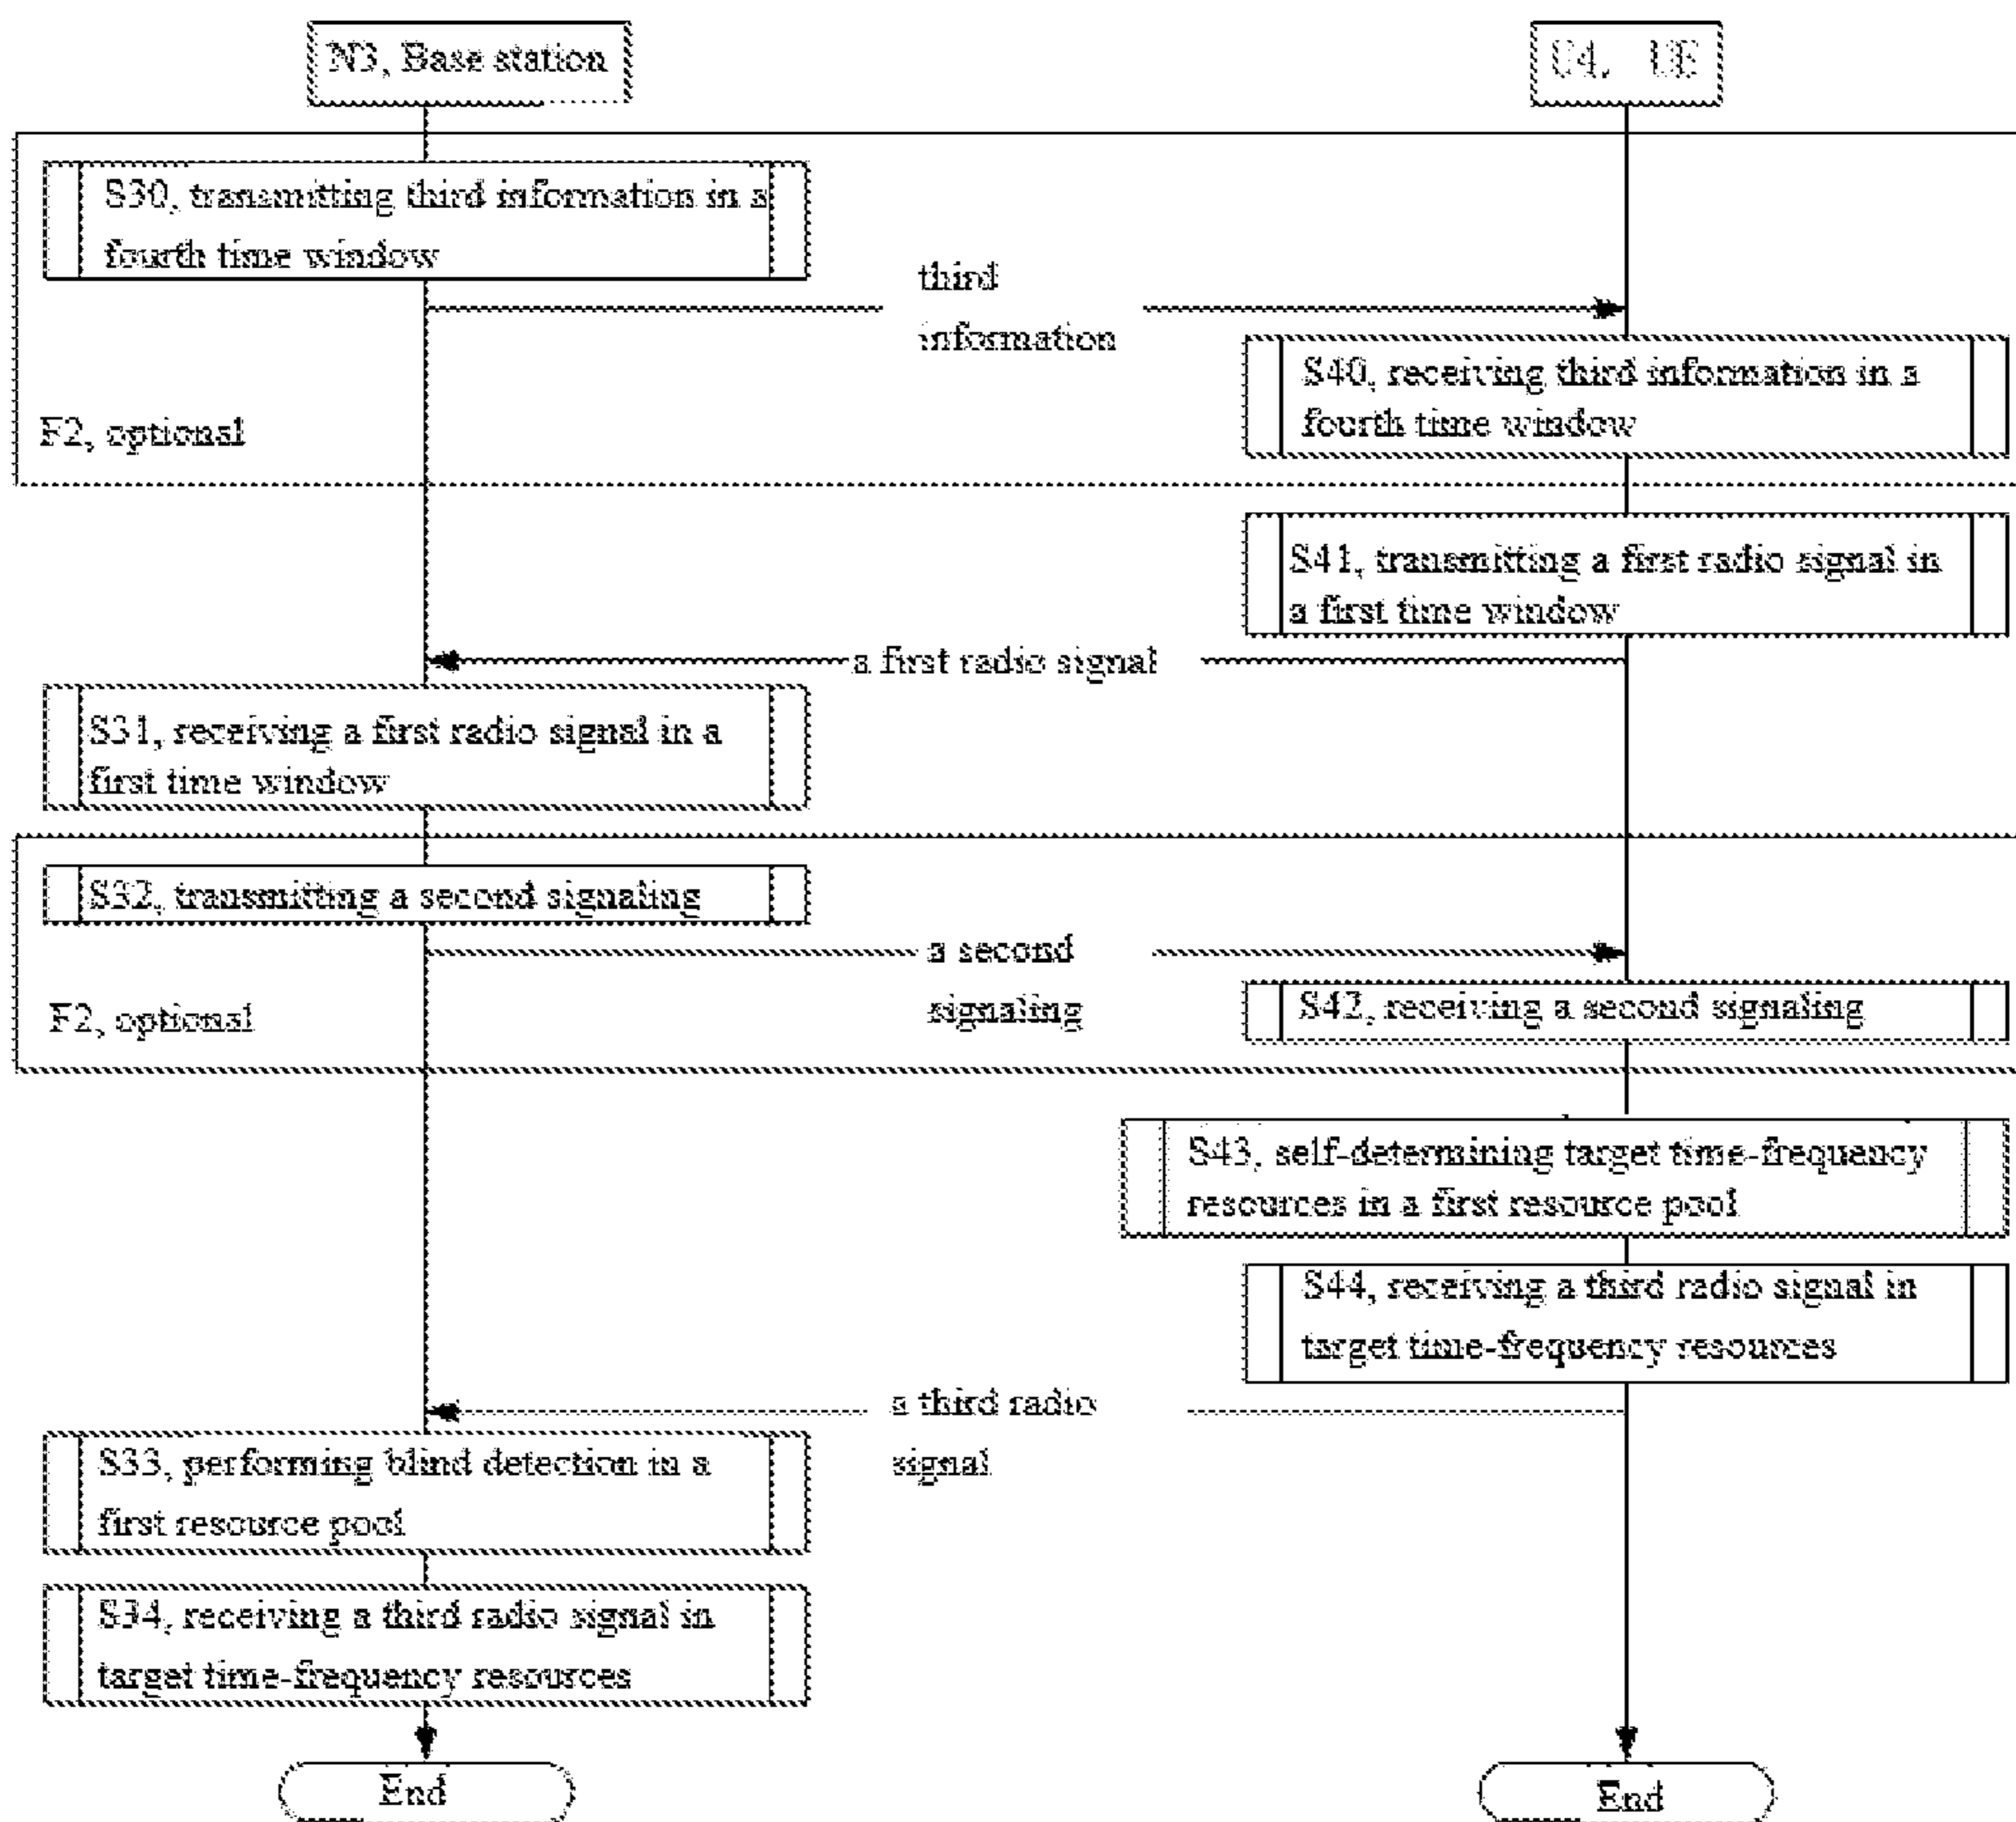 N3, Base station
U4, UE
S30, transmitting third information in a
fourth time window
third
information
S40, receiving third information in a
fourth time window
F2, optional
S41, transmitting a first radio signal in
a first time window
a first radio signal
S31, receiving a first radio signal in a
first time window
S32, transmitting a second signaling
a second
signaling
S42, receiving a second signaling
F2, optional
S43, self-determining target time-frequency
resources in a first resource pool
S44, receiving a third radio signal in
target time-frequency resources
a third radio
signal
S33, performing blind detection in a
first resource pool
S34, receiving a third radio signal in
target time-frequency resources
End
End